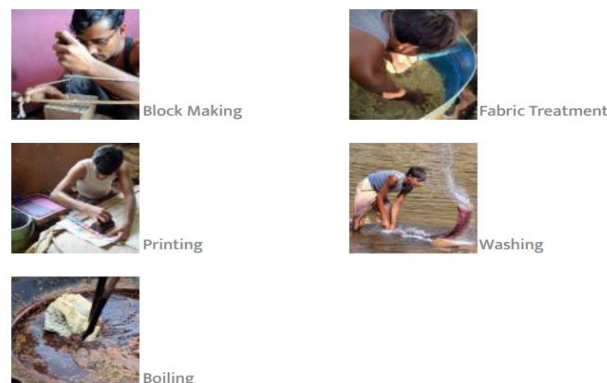 Block Making
Fabric Treatment
Printing
Washing
Boiling